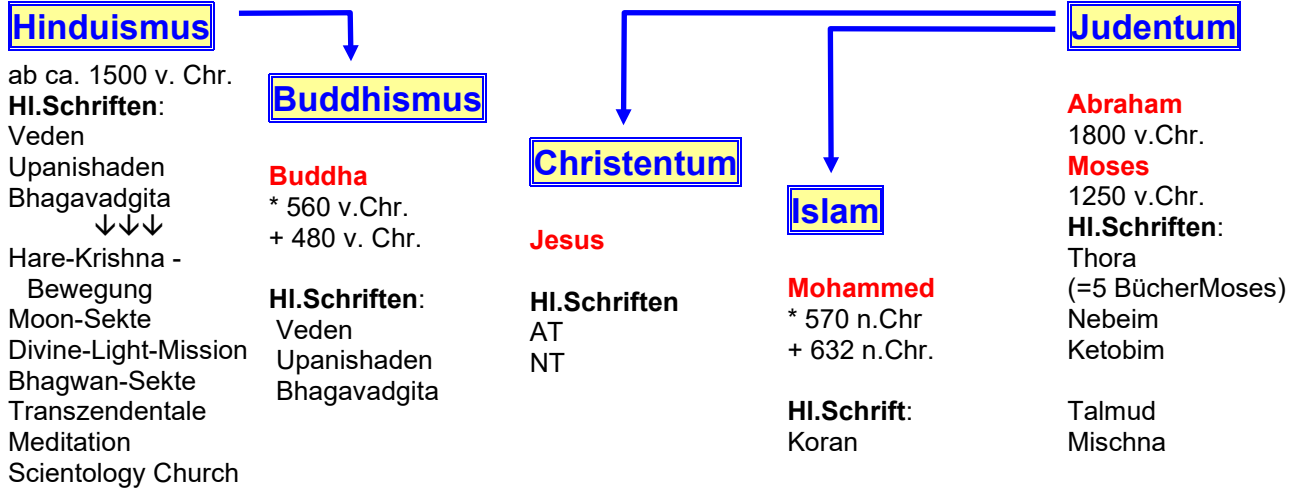 Hinduismus
ab ca. 1500 v. Chr.
Hl.Schriften:
Veden
Upanishaden
Bhagavadgita
↓↓↓
Hare-Krishna -
Bewegung
Moon-Sekte
Divine-Light-Mission
Bhagwan-Sekte
Transzendentale
Meditation
Scientology Church
Buddhismus
Buddha
* 560 v.Chr.
+ 480 v. Chr.
Hl.Schriften:
Veden
Upanishaden
Bhagavadgita
Christentum
Jesus
Hl.Schriften
AT
NT
Islam
Mohammed
* 570 n.Chr
+ 632 n.Chr.
Hl.Schrift:
Koran
Judentum
Abraham
1800 v.Chr.
Moses
1250 v.Chr.
Hl.Schriften:
Thora
(=5 BücherMoses)
Nebeim
Ketobim
Talmud
Mischna